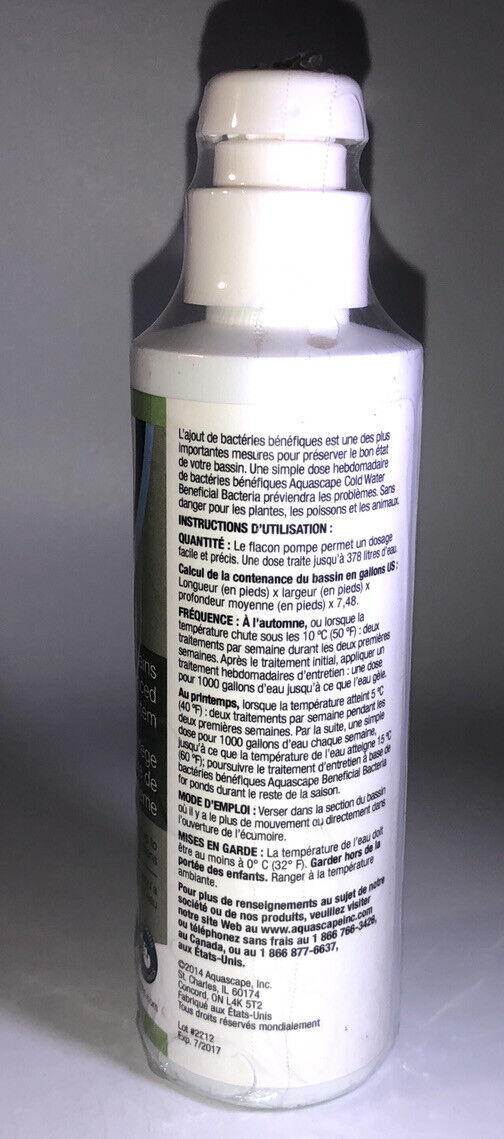 L'ajout de bactéries bénéfiques est une des plus
importantes mesures pour préserver le bon état
de votre bassin. Une simple dose hebdomadaire
de bactéries bénéfiques Aquascape Cold Water
Beneficial Bacteria préviendra les problèmes. Sans
danger pour les plantes, les poissons et les animaux.
INSTRUCTIONS D'UTILISATION :
QUANTITÉ : Le flacon pompe permet un dosage
facile et précis. Une dose traite jusqu'à 378 litres d'eau.
Calcul de la contenance du bassin en gallons US :
Longueur (en pieds) x largeur (en pieds) x
profondeur moyenne (en pieds) x 7,48.
FRÉQUENCE : À l'automne, ou lorsque la
température chute sous les 10 °C (50 °F) : deux
traitements par semaine durant les deux premières
semaines. Après le traitement initial, appliquer un
traitement hebdomadaires d'entretien : une dose
pour 1000 gallons d'eau jusqu'à ce que l'eau gèle.
Au printemps, lorsque la température atteint 5 °C
(40 °F) : deux traitements par semaine pendant les
deux premières semaines. Par la suite, une simple
dose pour 1000 gallons d'eau chaque semaine,
jusqu'à ce que la température de l'eau atteigne 15 °C
(60 °F); poursuivre le traitement d'entretien à base de
bactéries bénéfiques Aquascape Beneficial Bacteria
for ponds durant le reste de la saison.
MODE D'EMPLOI : Verser dans la section du bassin
où il y a le plus de mouvement ou directement dans
l'ouverture de l'écumoire.
MISES EN GARDE : La température de l'eau doit
être au moins à 0° C (32° F). Garder hors de la
portée des enfants. Ranger à la température
ambiante.
Pour plus de renseignements au sujet de notre
société ou de nos produits, veuillez visiter
notre site Web au www.aquascapeinc.com
ou téléphonez sans frais au 1 866 766-3426,
au Canada, ou au 1 866 877-6637,
aux États-Unis.
©2014 Aquascape, Inc.
St. Charles, IL 60174
Concord, ON L4K 5T2
Fabriqué aux États-Unis
Tous droits réservés mondialement
Lot #2212
Exp. 7/2017